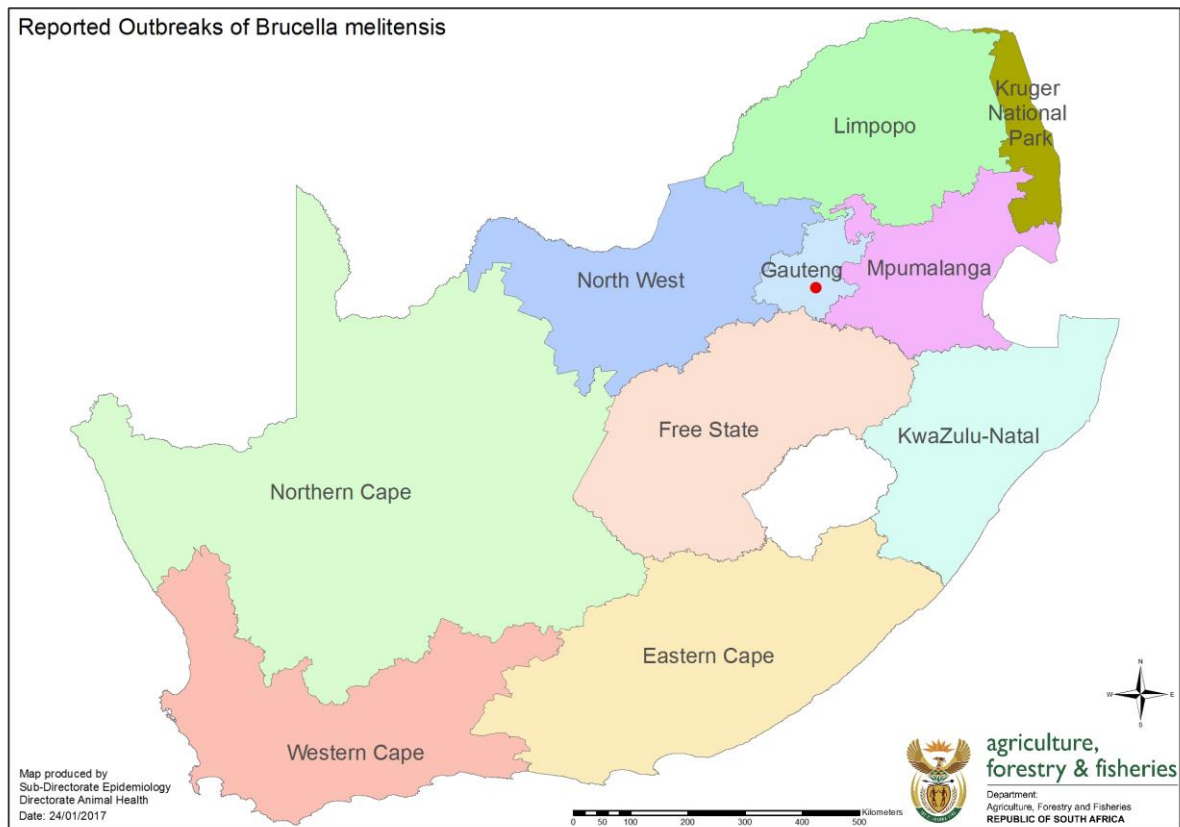 Reported Outbreaks of Brucella melitensis
Kruger
National
Park
Limpopo
North West
Gauteng
Mpumalanga
Free State
KwaZulu-Natal
Northern Cape
Eastern Cape
Western Cape
N
W
E
S
Map produced by
Sub-Directorate Epidemiology
Directorate Animal Health
Date: 24/01/2017
Kilometers
0 50 100 200 300 400 500
agriculture,
forestry & fisheries
Department:
Agriculture, Forestry and Fisheries
REPUBLIC OF SOUTH AFRICA